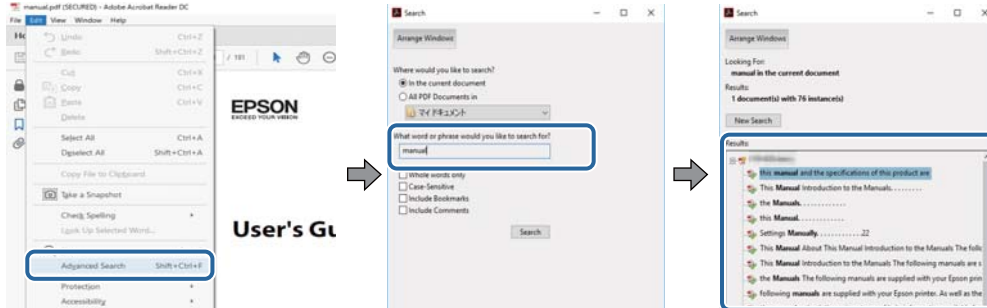 manual.pdf (SECURED) - Adobe Acrobat Reader DC
File Edit View Window Help
Undo Ctrl+Z
Redo Shift+Ctrl+Z
Cut Ctrl+X
Copy Ctrl+C
Paste Ctrl+V
Delete
Select All Ctrl+A
Deselect All Shift+Ctrl+A
Copy File to Clipboard
Take a Snapshot
Check Spelling
Look Up Selected Word...
Advanced Search Shift+Ctrl+F
Protection
Accessibility
/ 101
EPSON
EXCEED YOUR VISION
User's Gu
Search
Arrange Windows
Where would you like to search?
In the current document
All PDF Documents in
マイドキュメント
What word or phrase would you like to search for?
manual
Whole words only
Case-Sensitive
Include Bookmarks
Include Comments
Search
Search
Arrange Windows
Looking For:
manual in the current document
Results:
1 document(s) with 76 instance(s)
New Search
Results:
this manual and the specifications of this product are
This Manual Introduction to the Manuals. . . . . . . . .
the Manuals. . . . . . . . . . . . .
this Manual. . . . . . . . . . . . .
Settings Manually. . . . . . . . . . . . .22
This Manual About This Manual Introduction to the Manuals The follo
This Manual Introduction to the Manuals The following manuals are s
the Manuals The following manuals are supplied with your Epson prin
following manuals are supplied with your Epson printer. As well as the